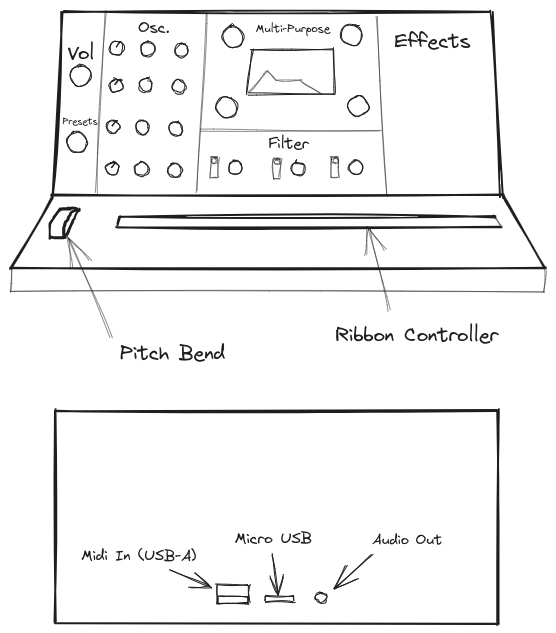 Vol
Presets
Osc.
Multi-Purpose
Effects
Filter
Pitch Bend
Ribbon Controller
Midi In (USB-A)
Micro USB
Audio Out